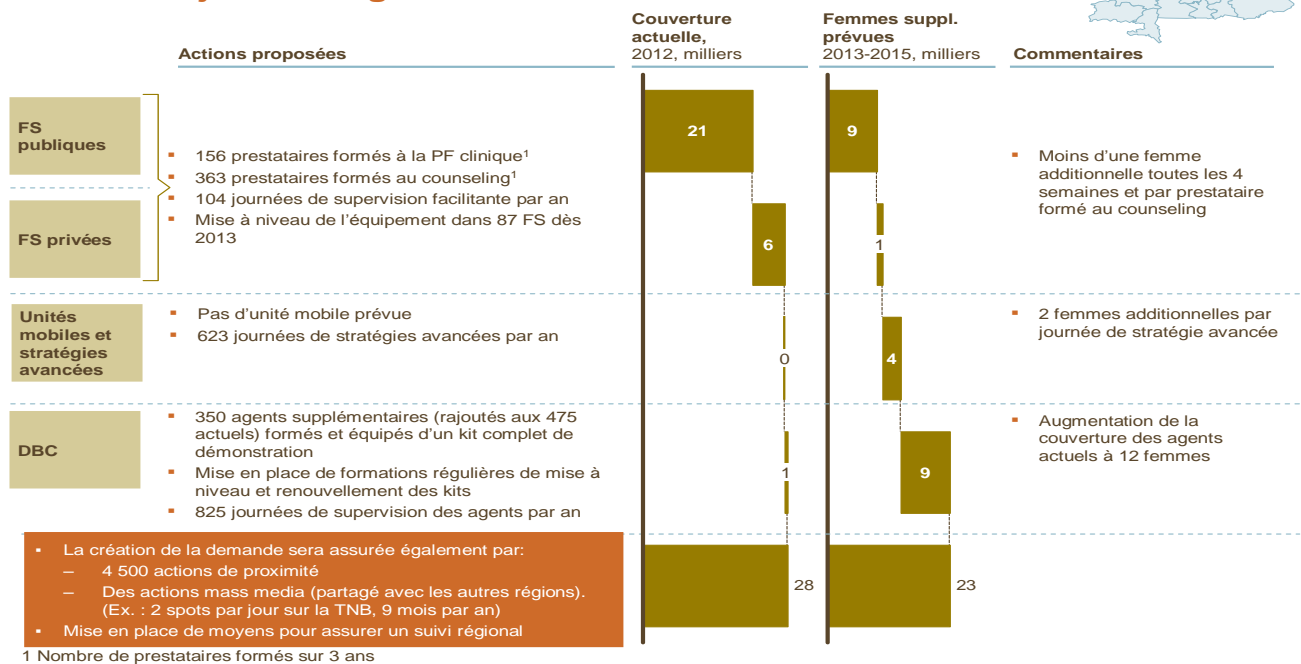 Couverture
actuelle,
2012, milliers
Femmes suppl.
prévues
2013-2015, milliers
Actions proposées
Commentaires
FS
publiques
21
9
▪ 156 prestataires formés à la PF clinique¹
▪ 363 prestataires formés au counseling¹
▪ 104 journées de supervision facilitante par an
▪ Mise à niveau de l'équipement dans 87 FS dès
2013
▪ Moins d'une femme
additionnelle toutes les 4
semaines et par prestataire
formé au counseling
FS privées
6
1
Unités
mobiles et
stratégies
avancées
▪ Pas d'unité mobile prévue
▪ 623 journées de stratégies avancées par an
0
4
▪ 2 femmes additionnelles par
journée de stratégie avancée
DBC
▪ 350 agents supplémentaires (rajoutés aux 475
actuels) formés et équipés d'un kit complet de
démonstration
▪ Mise en place de formations régulières de mise à
niveau et renouvellement des kits
▪ 825 journées de supervision des agents par an
1
9
▪ Augmentation de la
couverture des agents
actuels à 12 femmes
▪ La création de la demande sera assurée également par:
– 4 500 actions de proximité
– Des actions mass media (partagé avec les autres régions).
(Ex. : 2 spots par jour sur la TNB, 9 mois par an)
▪ Mise en place de moyens pour assurer un suivi régional
28
23
1 Nombre de prestataires formés sur 3 ans